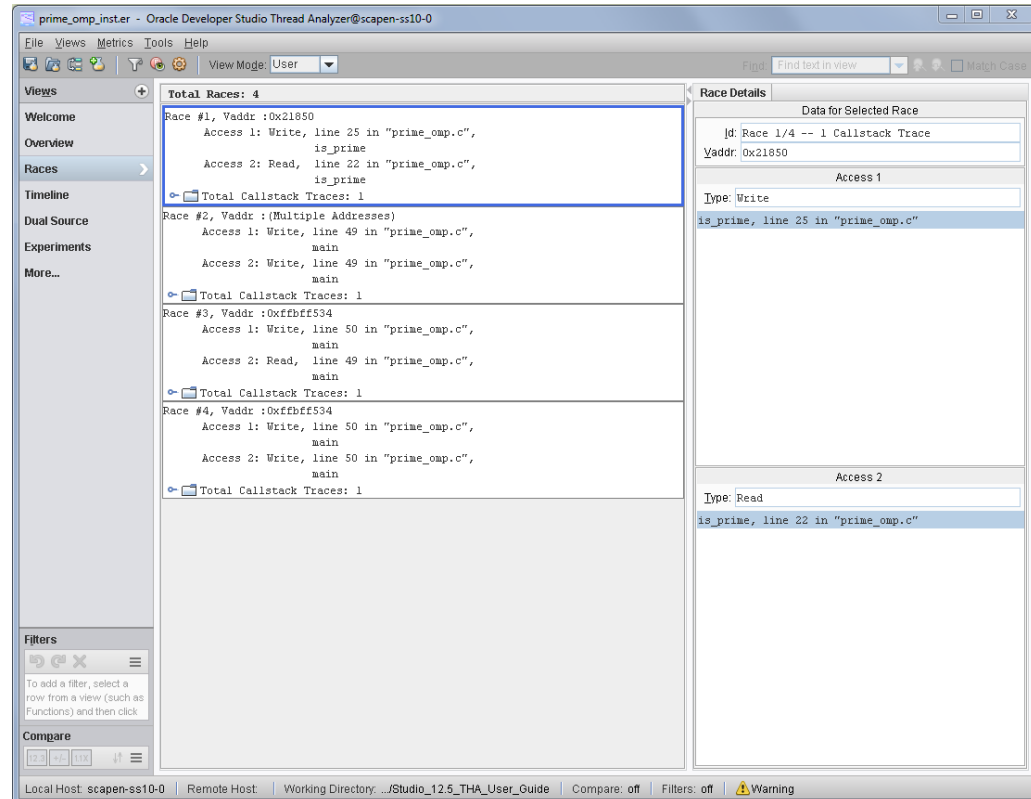 prime_omp_inst.er - Oracle Developer Studio Thread Analyzer@scapen-ss10-0
File Views Metrics Tools Help
View Mode: User
Find: Find text in view Match Case
Views
Welcome
Overview
Races
Timeline
Dual Source
Experiments
More...
Total Races: 4
Race #1, Vaddr :0x21850
Access 1: Write, line 25 in "prime_omp.c",
is_prime
Access 2: Read, line 22 in "prime_omp.c",
is_prime
Total Callstack Traces: 1
Race #2, Vaddr :(Multiple Addresses)
Access 1: Write, line 49 in "prime_omp.c",
main
Access 2: Write, line 49 in "prime_omp.c",
main
Total Callstack Traces: 1
Race #3, Vaddr :0xffbff534
Access 1: Write, line 50 in "prime_omp.c",
main
Access 2: Read, line 49 in "prime_omp.c",
main
Total Callstack Traces: 1
Race #4, Vaddr :0xffbff534
Access 1: Write, line 50 in "prime_omp.c",
main
Access 2: Write, line 50 in "prime_omp.c",
main
Total Callstack Traces: 1
Race Details
Data for Selected Race
Id: Race 1/4 -- 1 Callstack Trace
Vaddr: 0x21850
Access 1
Type: Write
is_prime, line 25 in "prime_omp.c"
Access 2
Type: Read
is_prime, line 22 in "prime_omp.c"
Filters
To add a filter, select a
row from a view (such as
Functions) and then click
Compare
12.3 +/- 11X
Local Host: scapen-ss10-0 Remote Host: Working Directory: .../Studio_12.5_THA_User_Guide Compare: off Filters: off Warning